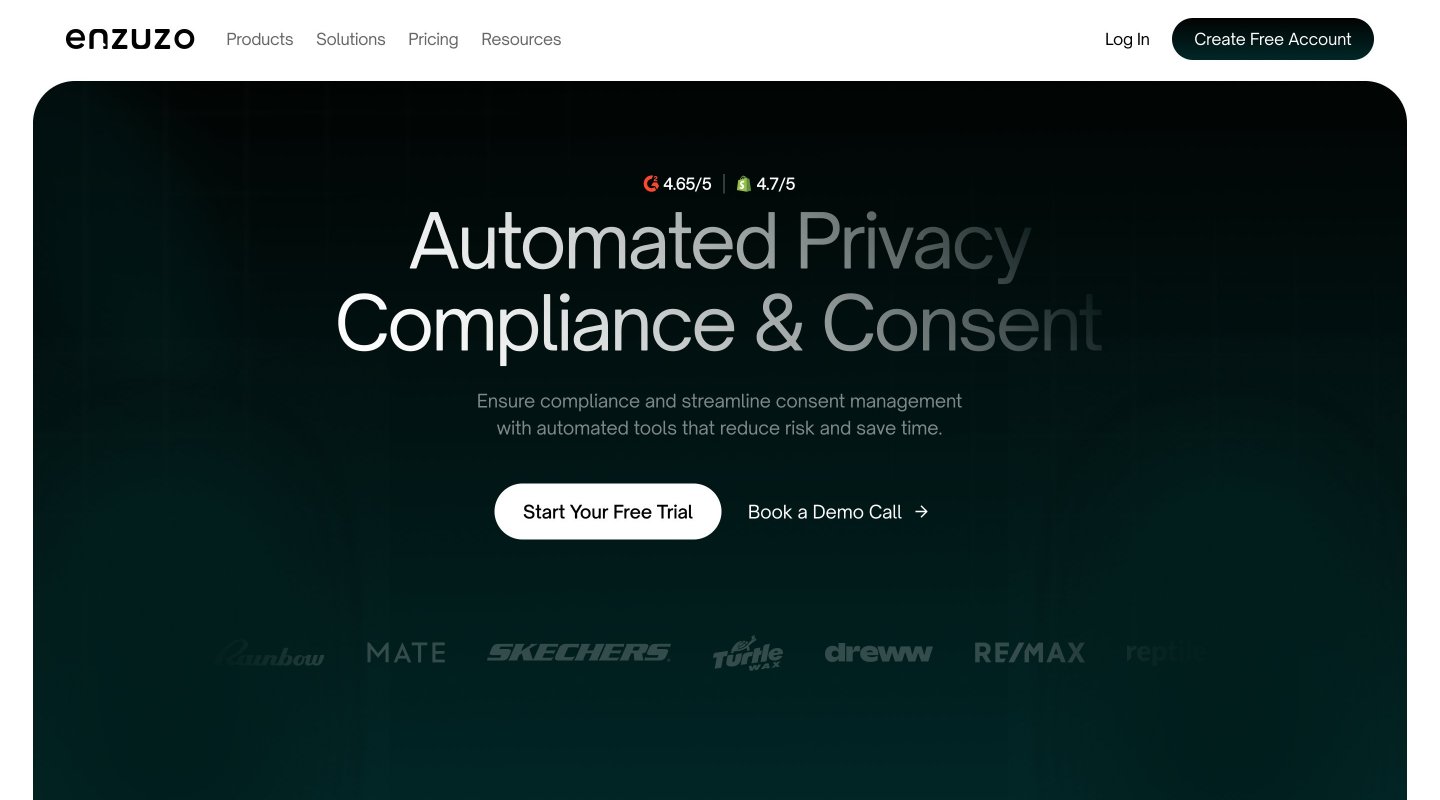 enzuzo Products Solutions Pricing Resources Log In Create Free Account
4.65/5 4.7/5
Automated Privacy
Compliance & Consent
Ensure compliance and streamline consent management
with automated tools that reduce risk and save time.
Start Your Free Trial Book a Demo Call →
Rainbow MATE SKECHERS Turtle WAX dreww RE/MAX reptile